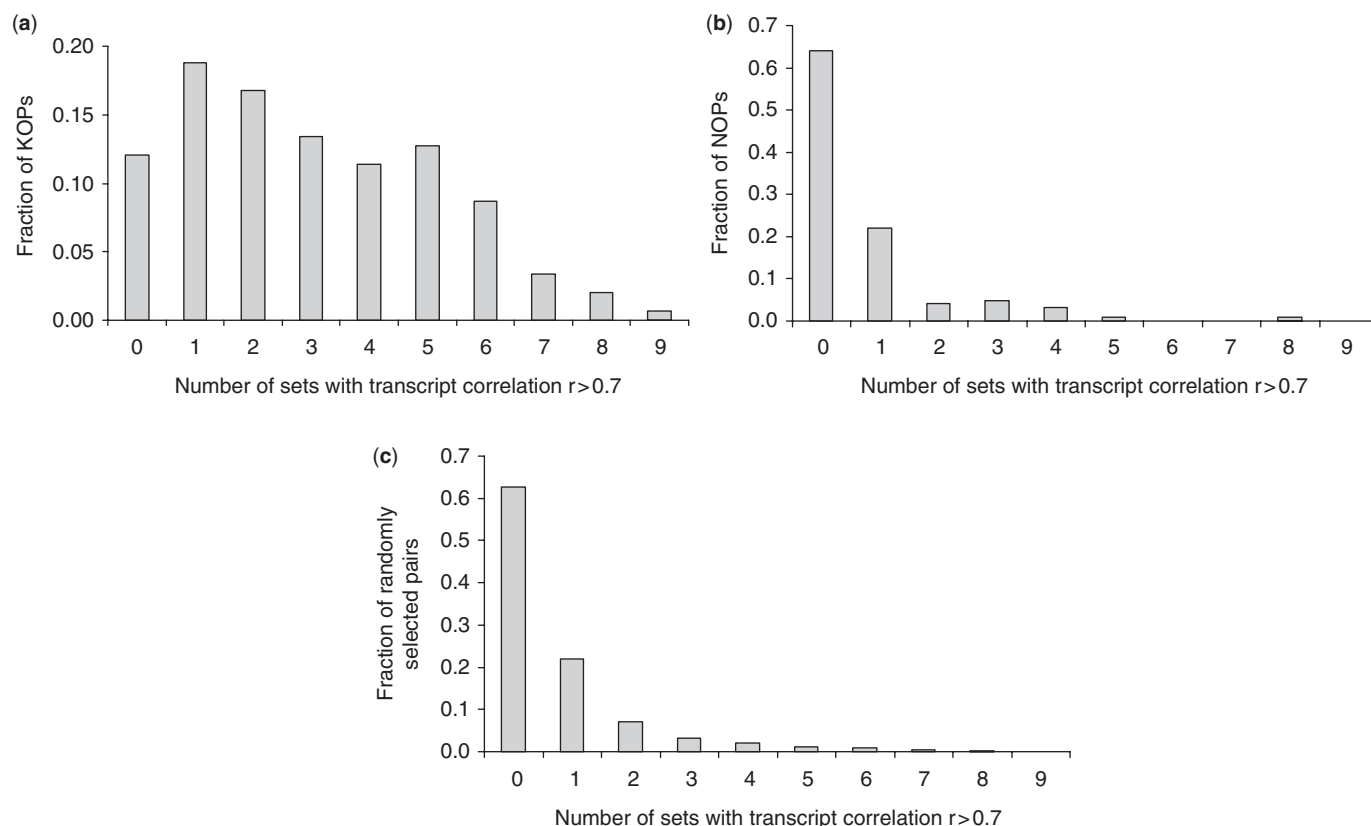 (a)
Fraction of KOPs
0.20
0.15
0.10
0.05
0.00
0 1 2 3 4 5 6 7 8 9
Number of sets with transcript correlation r>0.7
(b)
Fraction of NOPs
0.7
0.6
0.5
0.4
0.3
0.2
0.1
0.0
0 1 2 3 4 5 6 7 8 9
Number of sets with transcript correlation r>0.7
(c)
Fraction of randomly
selected pairs
0.7
0.6
0.5
0.4
0.3
0.2
0.1
0.0
0 1 2 3 4 5 6 7 8 9
Number of sets with transcript correlation r>0.7